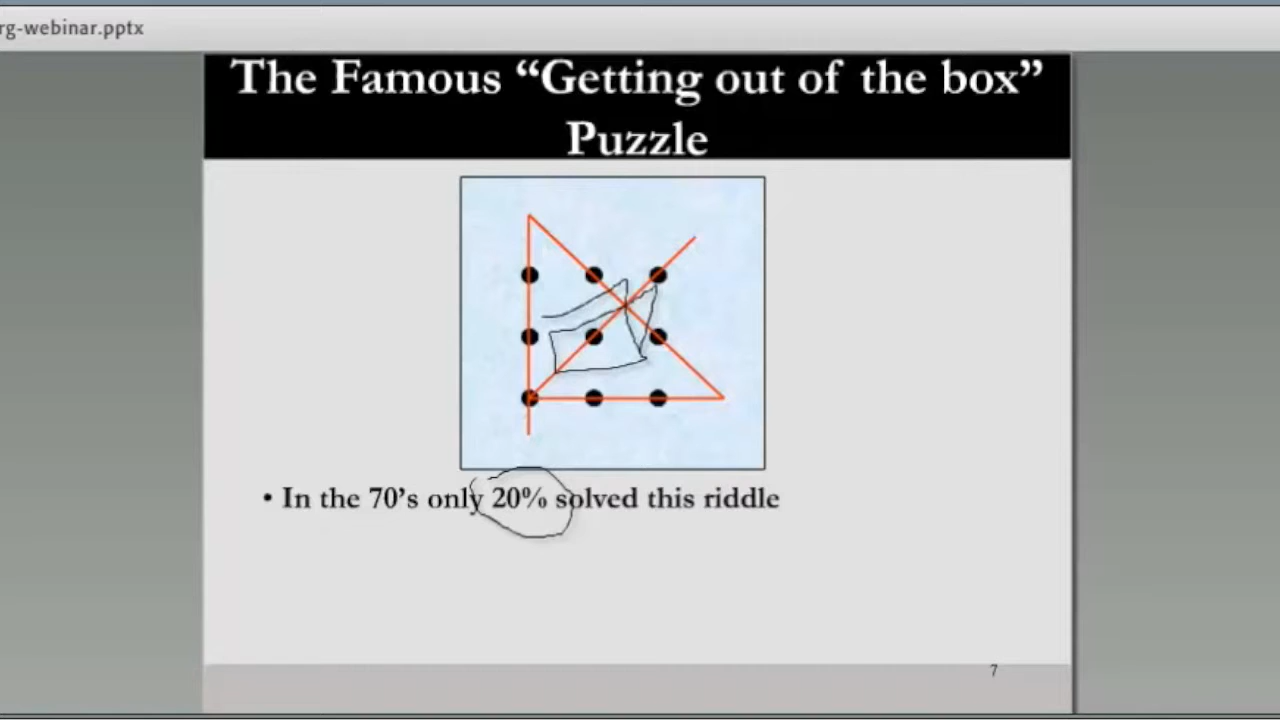 rg-webinar.pptx
The Famous “Getting out of the box”
Puzzle
• In the 70’s only 20% solved this riddle
7